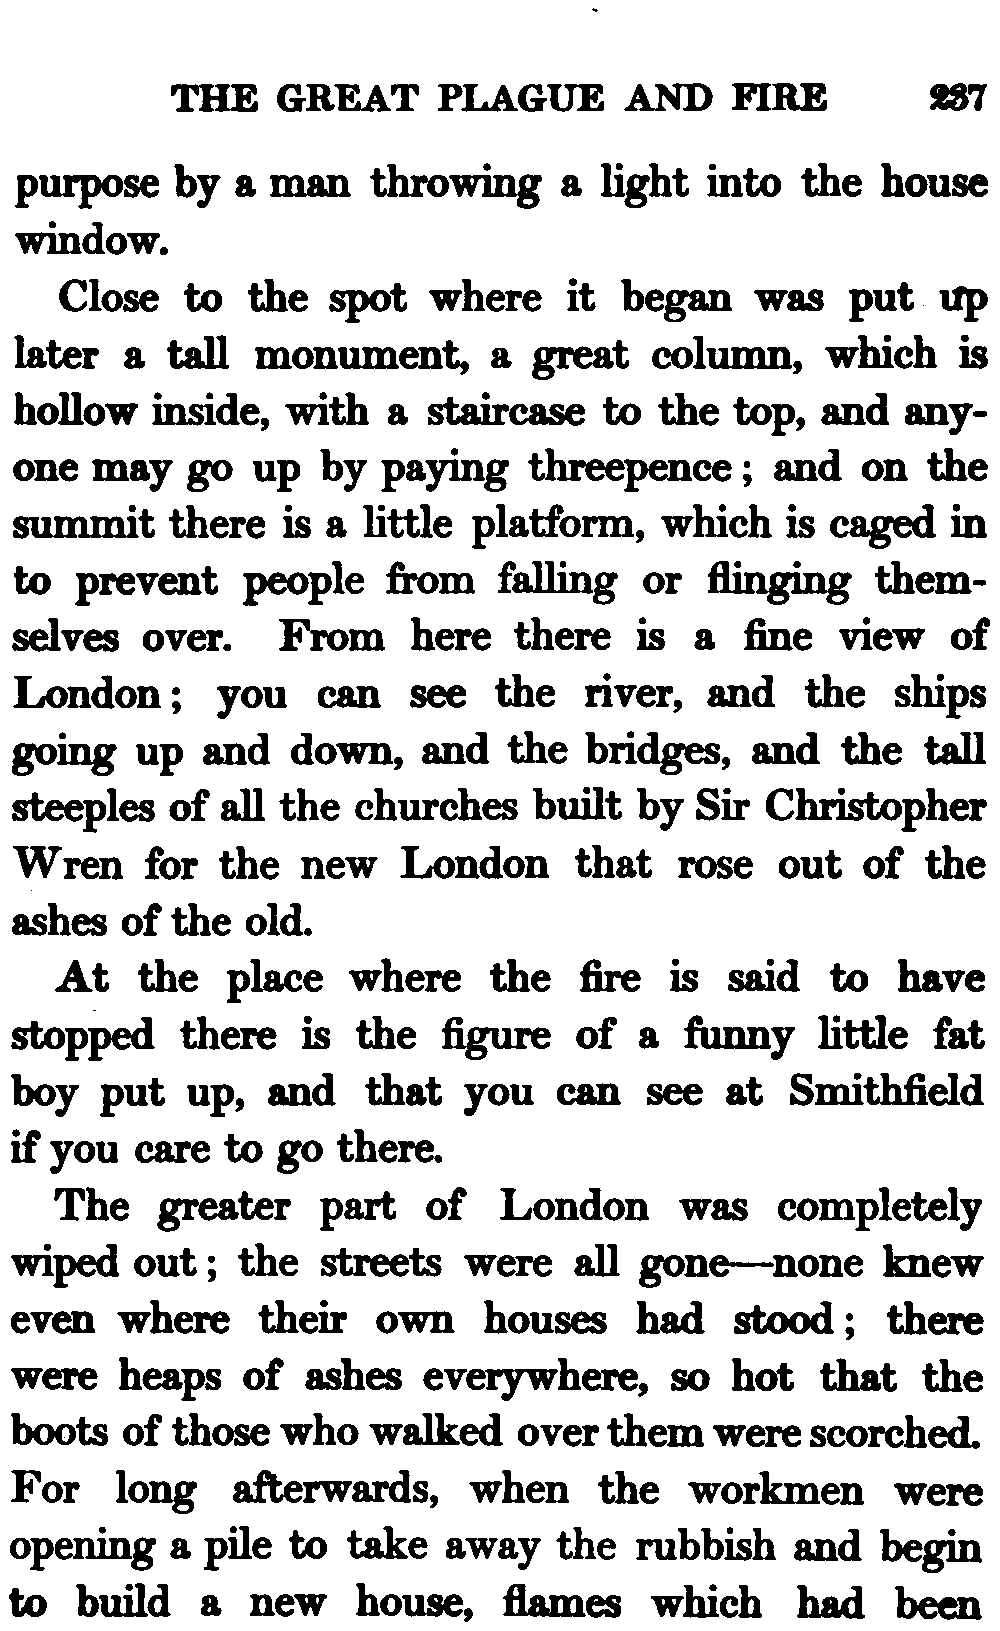 THE GREAT PLAGUE AND FIRE 237
purpose by a man throwing a light into the house
window.
Close to the spot where it began was put up
later a tall monument, a great column, which is
hollow inside, with a staircase to the top, and any-
one may go up by paying threepence ; and on the
summit there is a little platform, which is caged in
to prevent people from falling or flinging them-
selves over. From here there is a fine view of
London ; you can see the river, and the ships
going up and down, and the bridges, and the tall
steeples of all the churches built by Sir Christopher
Wren for the new London that rose out of the
ashes of the old.
At the place where the fire is said to have
stopped there is the figure of a funny little fat
boy put up, and that you can see at Smithfield
if you care to go there.
The greater part of London was completely
wiped out ; the streets were all gone—none knew
even where their own houses had stood ; there
were heaps of ashes everywhere, so hot that the
boots of those who walked over them were scorched.
For long afterwards, when the workmen were
opening a pile to take away the rubbish and begin
to build a new house, flames which had been